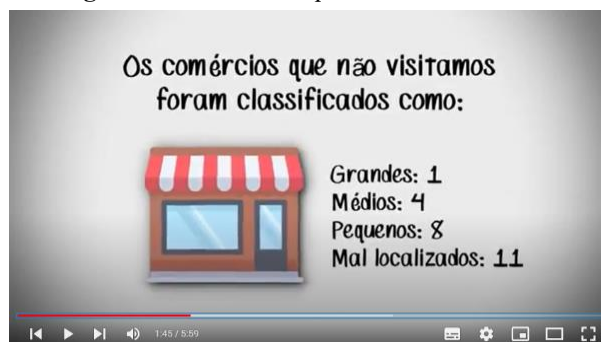 Os comércios que não visitamos
foram classificados como:
Grandes: 1
Médios: 4
Pequenos: 8
Mal localizados: 11
1:45 / 5:59